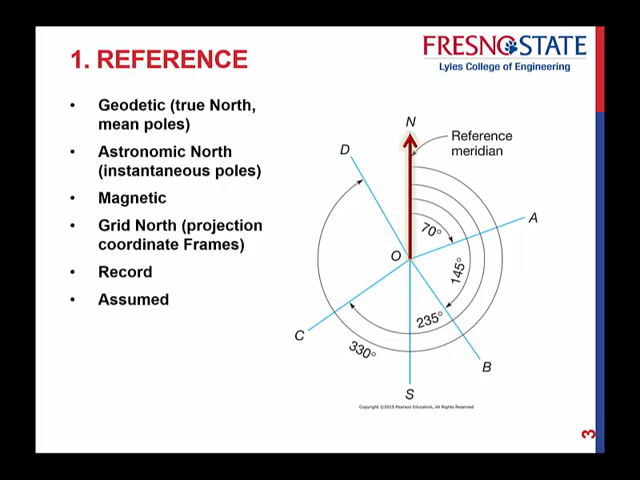 1. REFERENCE
FRESNO STATE
Lyles College of Engineering
• Geodetic (true North,
mean poles)
• Astronomic North
(instantaneous poles)
• Magnetic
• Grid North (projection
coordinate Frames)
• Record
• Assumed
N
Reference
meridian
D
A
70°
O
145°
235°
C
330°
B
S
Copyright ©2015 Pearson Education, All Rights Reserved
3